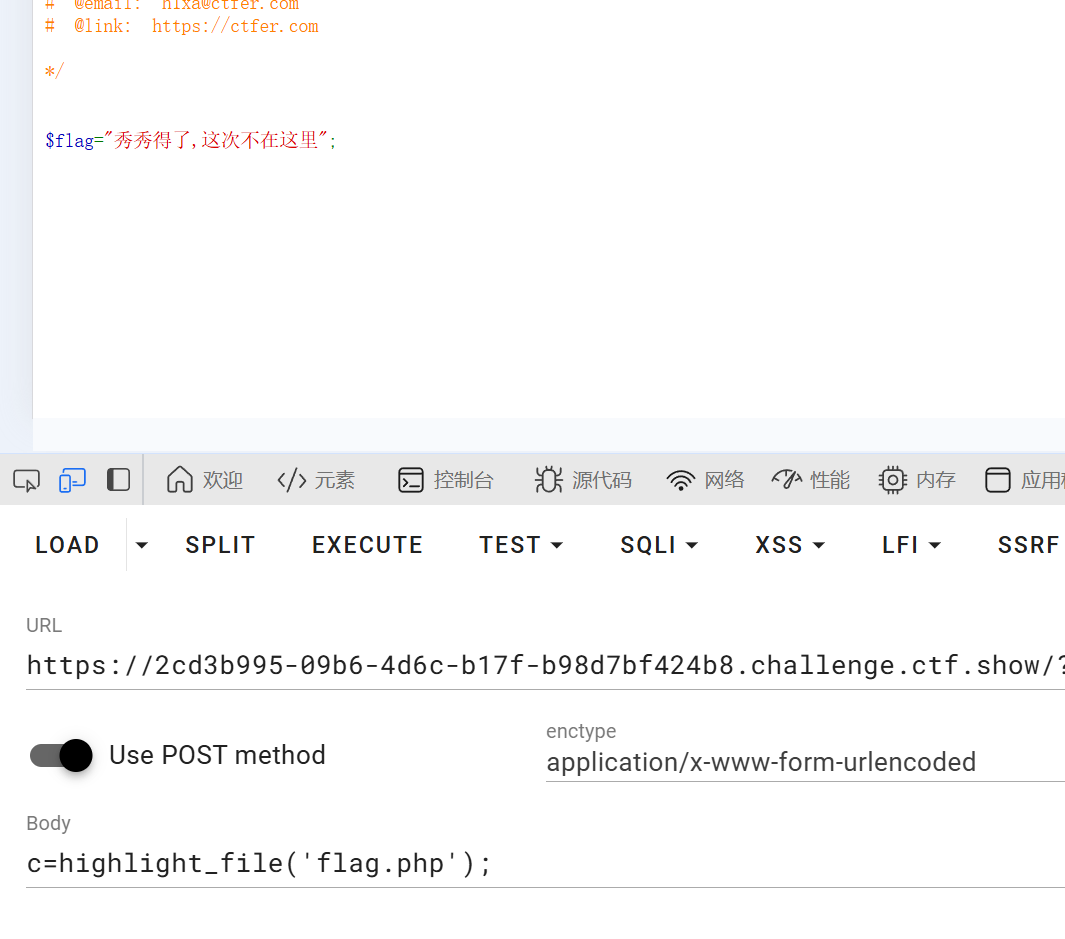 # @email: h1xa@ctfer.com
# @link: https://ctfer.com
*/
$flag="秀秀得了,这次不在这里";
欢迎 </> 元素 控制台 源代码 网络 性能 内存 应用
LOAD SPLIT EXECUTE TEST SQLI XSS LFI SSRF
URL
https://2cd3b995-09b6-4d6c-b17f-b98d7bf424b8.challenge.ctf.show/?
Use POST method
enctype
application/x-www-form-urlencoded
Body
c=highlight_file('flag.php');